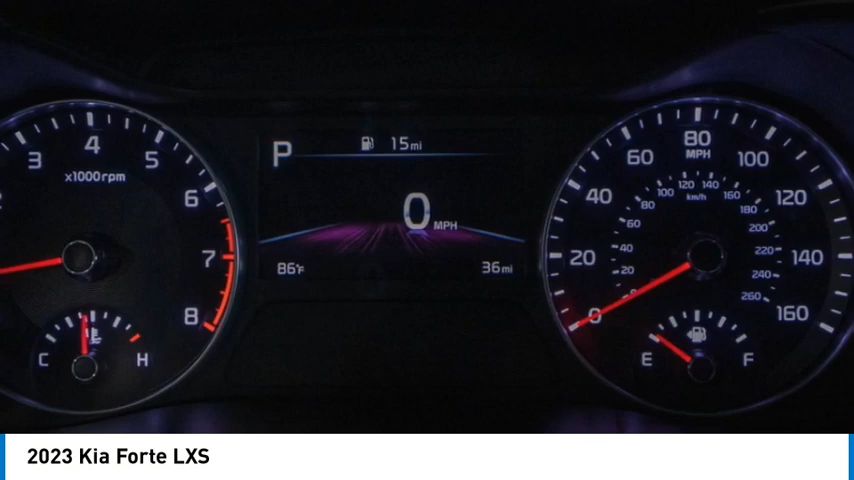 3 4 5 6 7 8
x1000rpm
C H
P 15mi
0 MPH
86°F 36mi
0 20 40 60 80 100 120 140 160
MPH
20 40 60 80 100 120 140 160 180 200 220 240 260
km/h
E F
2023 Kia Forte LXS